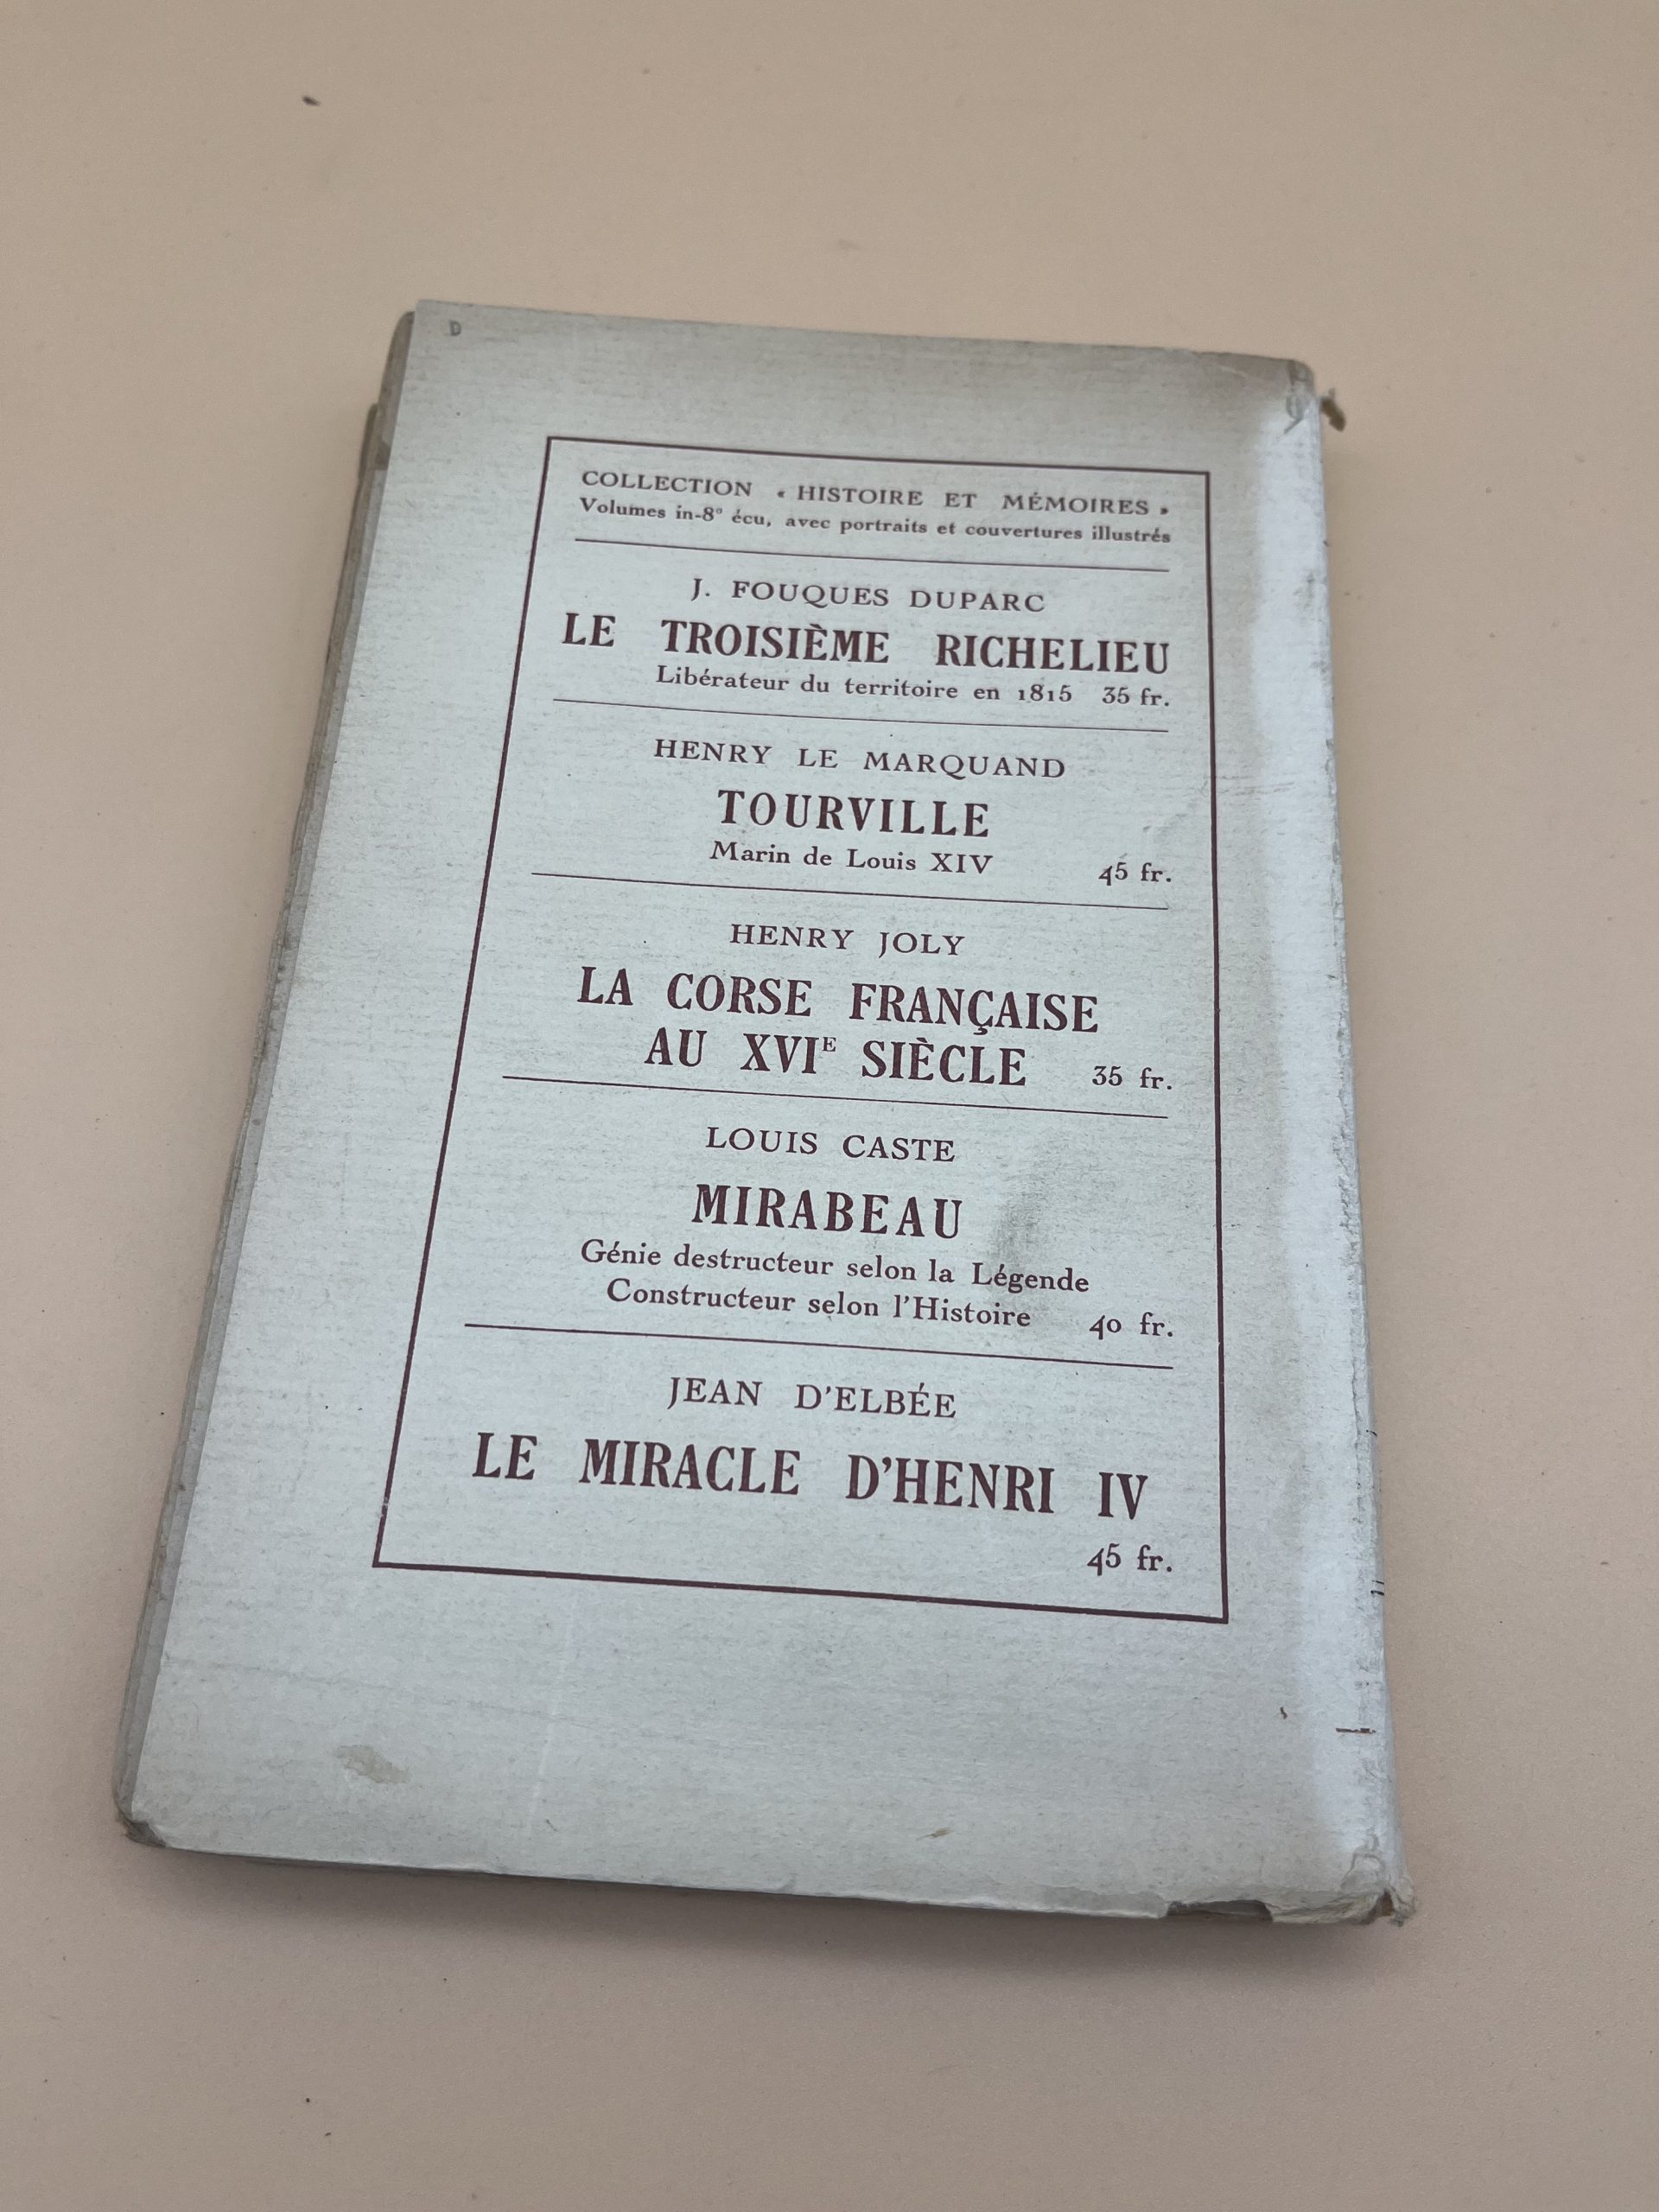 D
COLLECTION « HISTOIRE ET MÉMOIRES »
Volumes in-8° écu, avec portraits et couvertures illustrés
J. FOUQUES DUPARC
LE TROISIÈME RICHELIEU
Libérateur du territoire en 1815 35 fr.
HENRY LE MARQUAND
TOURVILLE
Marin de Louis XIV 45 fr.
HENRY JOLY
LA CORSE FRANÇAISE
AU XVIE SIÈCLE 35 fr.
LOUIS CASTE
MIRABEAU
Génie destructeur selon la Légende
Constructeur selon l'Histoire 40 fr.
JEAN D'ELBÉE
LE MIRACLE D'HENRI IV
45 fr.